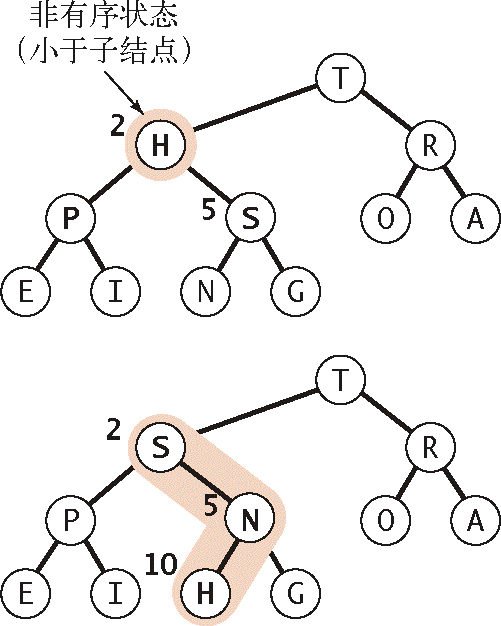 非有序状态
（小于子结点）
T
2 H R
P 5 S O A
E I N G
T
2 S R
P 5 N O A
E I 10 H G